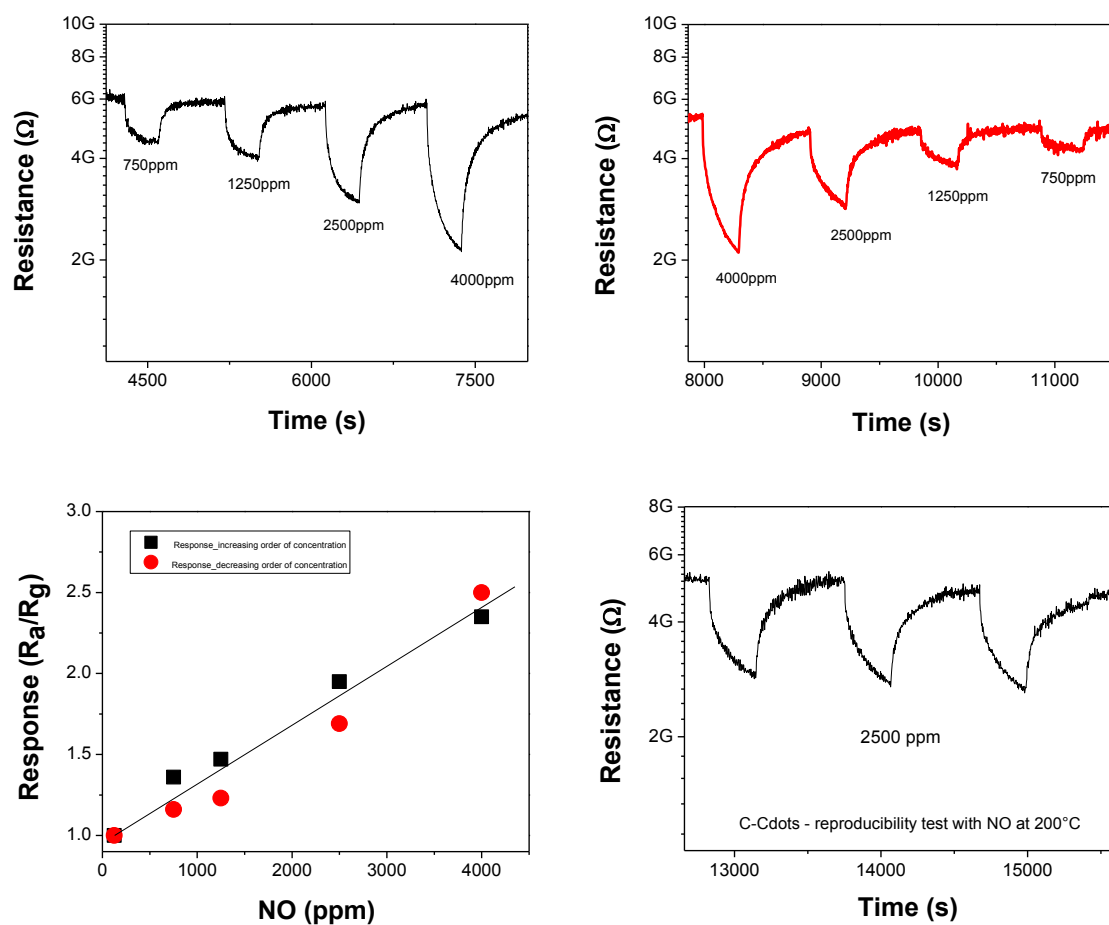 10G
8G
6G
4G
2G
Resistance (Ω)
750ppm
1250ppm
2500ppm
4000ppm
4500 6000 7500
Time (s)
10G
8G
6G
4G
2G
Resistance (Ω)
4000ppm
2500ppm
1250ppm
750ppm
8000 9000 10000 11000
Time (s)
3.0
2.5
2.0
1.5
1.0
Response (Ra/Rg)
Response_increasing order of concentration
Response_decreasing order of concentration
0 1000 2000 3000 4000
NO (ppm)
8G
6G
4G
2G
Resistance (Ω)
2500 ppm
C-Cdots - reproducibility test with NO at 200°C
13000 14000 15000
Time (s)